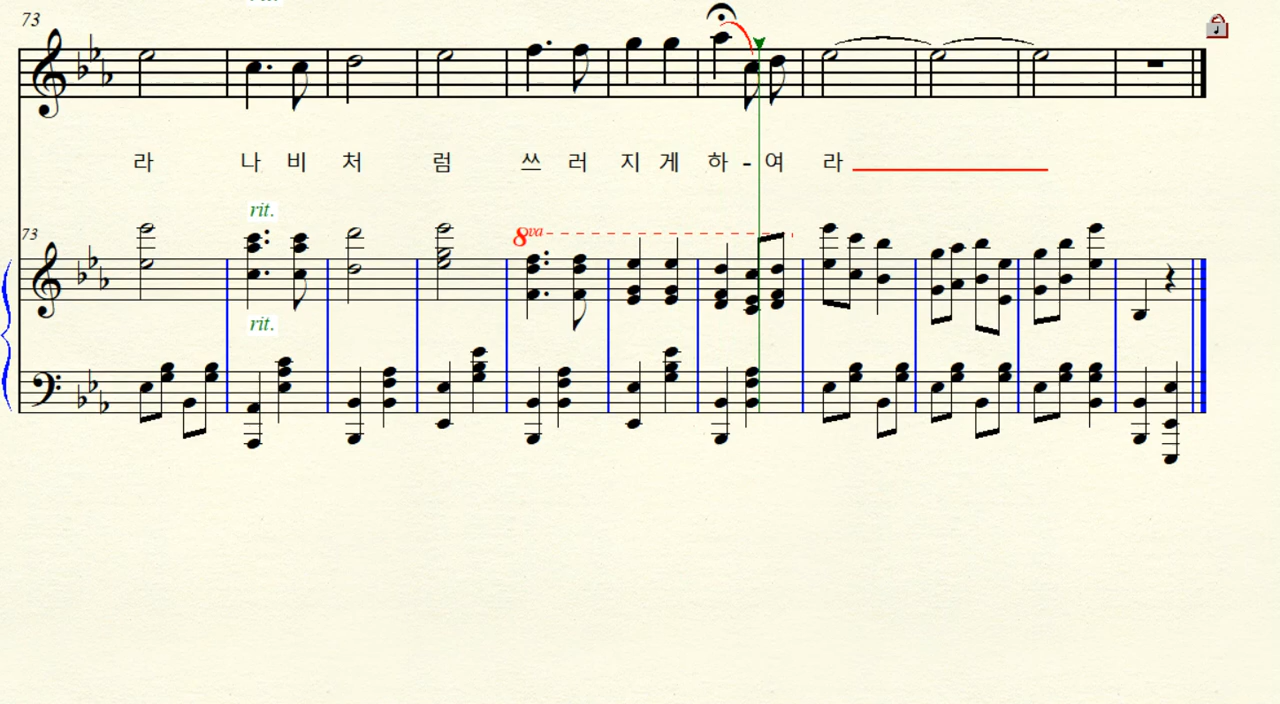 73
라 나 비 처 럼 쓰 러 지 게 하 - 여 라
rit.
73
8va
rit.